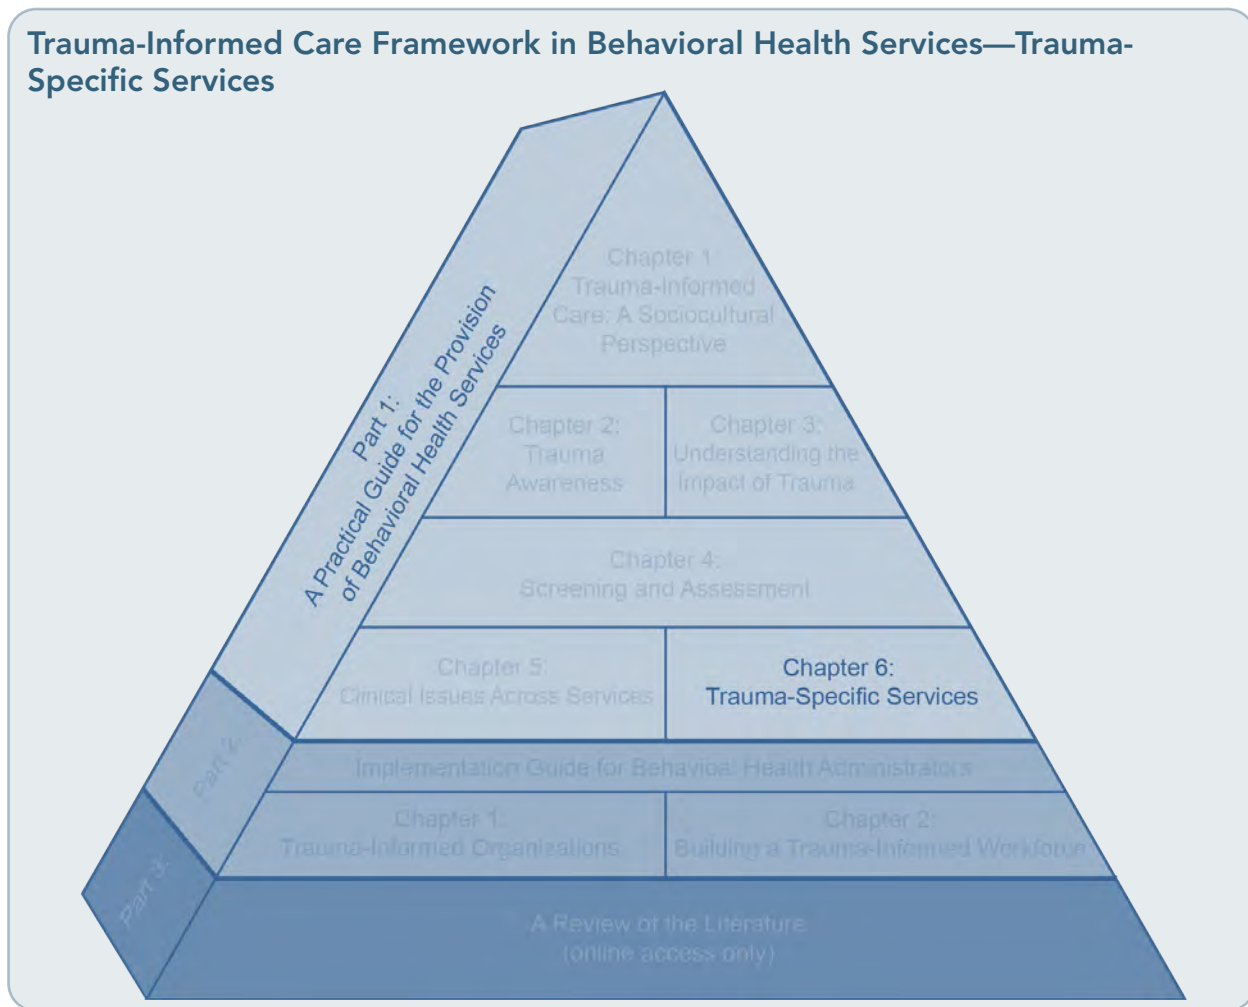 Trauma-Informed Care Framework in Behavioral Health Services—Trauma-
Specific Services
Part 1:
A Practical Guide for the Provision
of Behavioral Health Services
Chapter 1
Trauma-Informed
Care: A Sociocultural
Perspective
Chapter 2:
Trauma
Awareness
Chapter 3:
Understanding the
Impact of Trauma
Chapter 4:
Screening and Assessment
Chapter 5:
Clinical Issues Across Services
Chapter 6:
Trauma-Specific Services
Part 2:
Implementation Guide for Behavioal Health Administrators
Chapter 1:
Trauma-Informed Organizations
Chapter 2:
Building a Trauma-Informed Workforce
Part 3:
A Review of the Literature
(online access only)